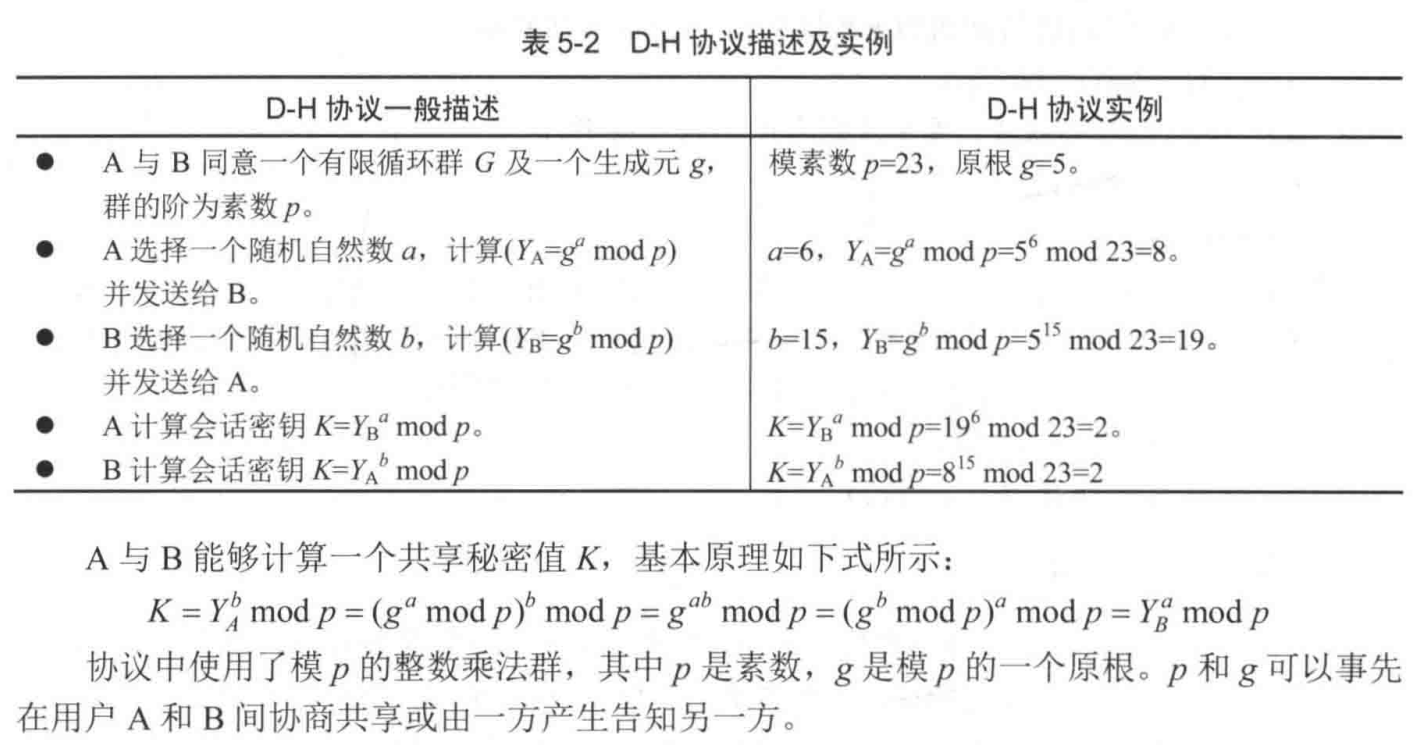 表 5-2 D-H 协议描述及实例
D-H 协议一般描述 D-H 协议实例
● A 与 B 同意一个有限循环群 G 及一个生成元 g, 模素数 p=23，原根 g=5。
群的阶为素数 p。
● A 选择一个随机自然数 a，计算(Y_A=g^a mod p) a=6，Y_A=g^a mod p=5^6 mod 23=8。
并发送给 B。
● B 选择一个随机自然数 b，计算(Y_B=g^b mod p) b=15，Y_B=g^b mod p=5^15 mod 23=19。
并发送给 A。
● A 计算会话密钥 K=Y_B^a mod p。 K=Y_B^a mod p=19^6 mod 23=2。
● B 计算会话密钥 K=Y_A^b mod p K=Y_A^b mod p=8^15 mod 23=2
A 与 B 能够计算一个共享秘密值 K，基本原理如下式所示：
K = Y_A^b mod p = (g^a mod p)^b mod p = g^ab mod p = (g^b mod p)^a mod p = Y_B^a mod p
协议中使用了模 p 的整数乘法群，其中 p 是素数，g 是模 p 的一个原根。p 和 g 可以事先
在用户 A 和 B 间协商共享或由一方产生告知另一方。